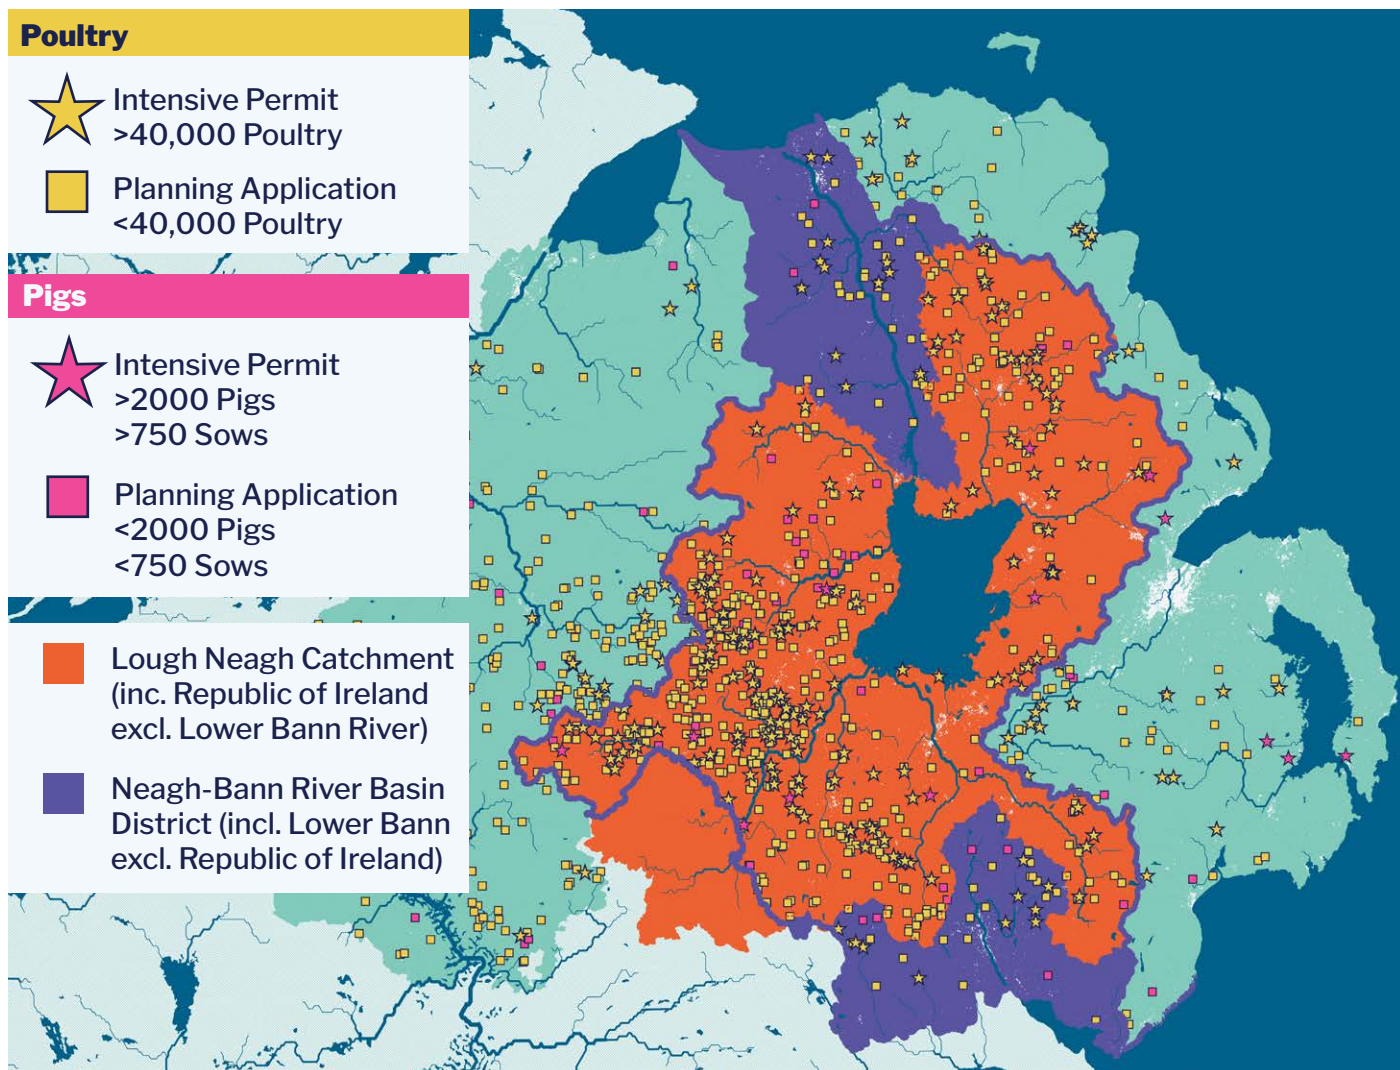 Poultry
Intensive Permit
>40,000 Poultry
Planning Application
<40,000 Poultry
Pigs
Intensive Permit
>2000 Pigs
>750 Sows
Planning Application
<2000 Pigs
<750 Sows
Lough Neagh Catchment
(inc. Republic of Ireland
excl. Lower Bann River)
Neagh-Bann River Basin
District (incl. Lower Bann
excl. Republic of Ireland)